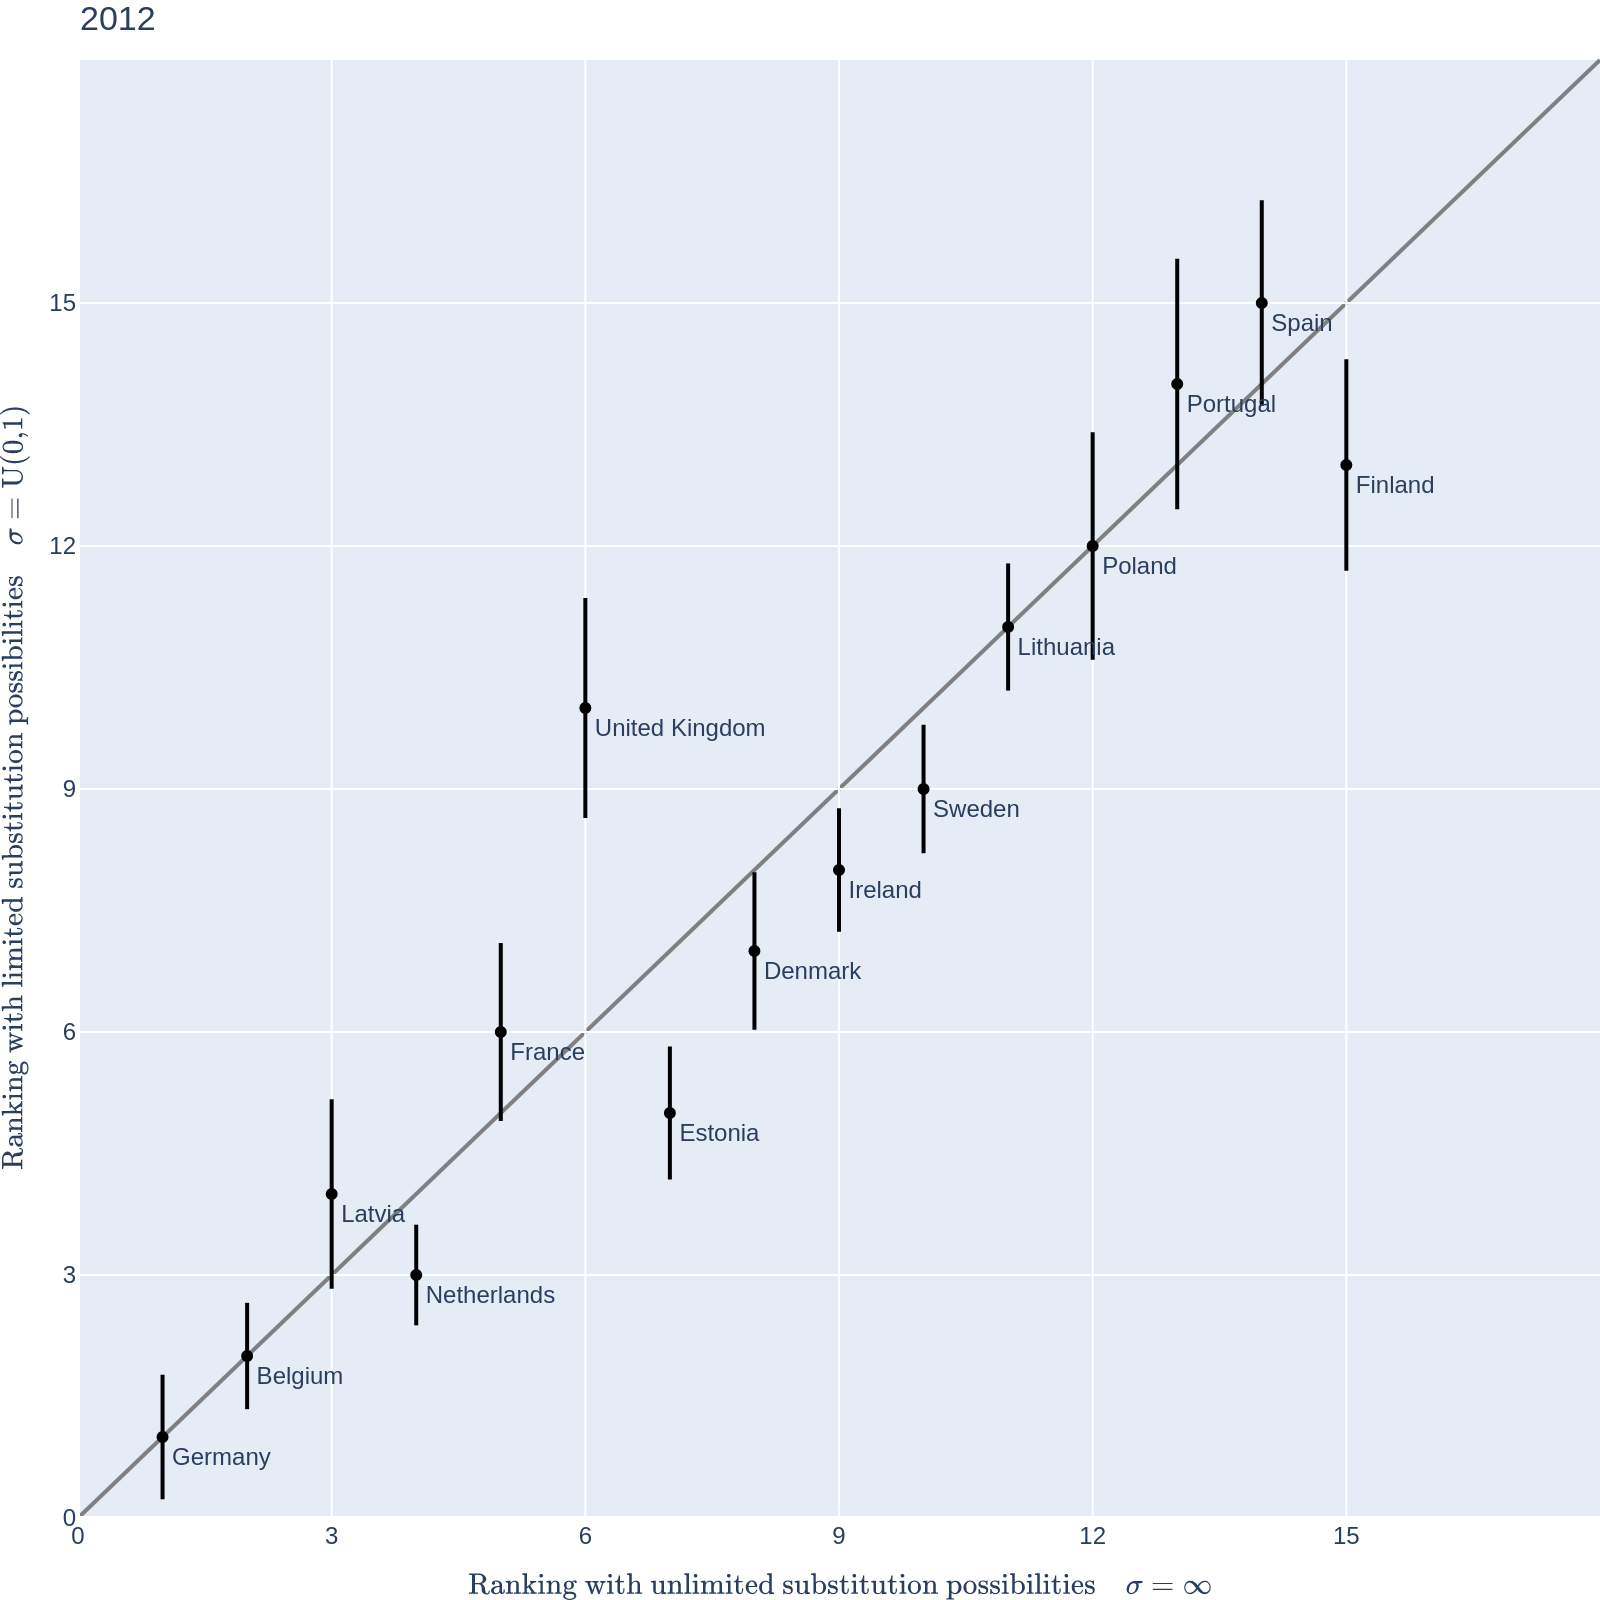 2012
15
Spain
Portugal
Finland
12
Poland
Lithuania
United Kingdom
9
Sweden
Ireland
Denmark
6
France
Estonia
Latvia
3
Netherlands
Belgium
Germany
0
0 3 6 9 12 15
Ranking with limited substitution possibilities σ = U(0,1)
Ranking with unlimited substitution possibilities σ = ∞